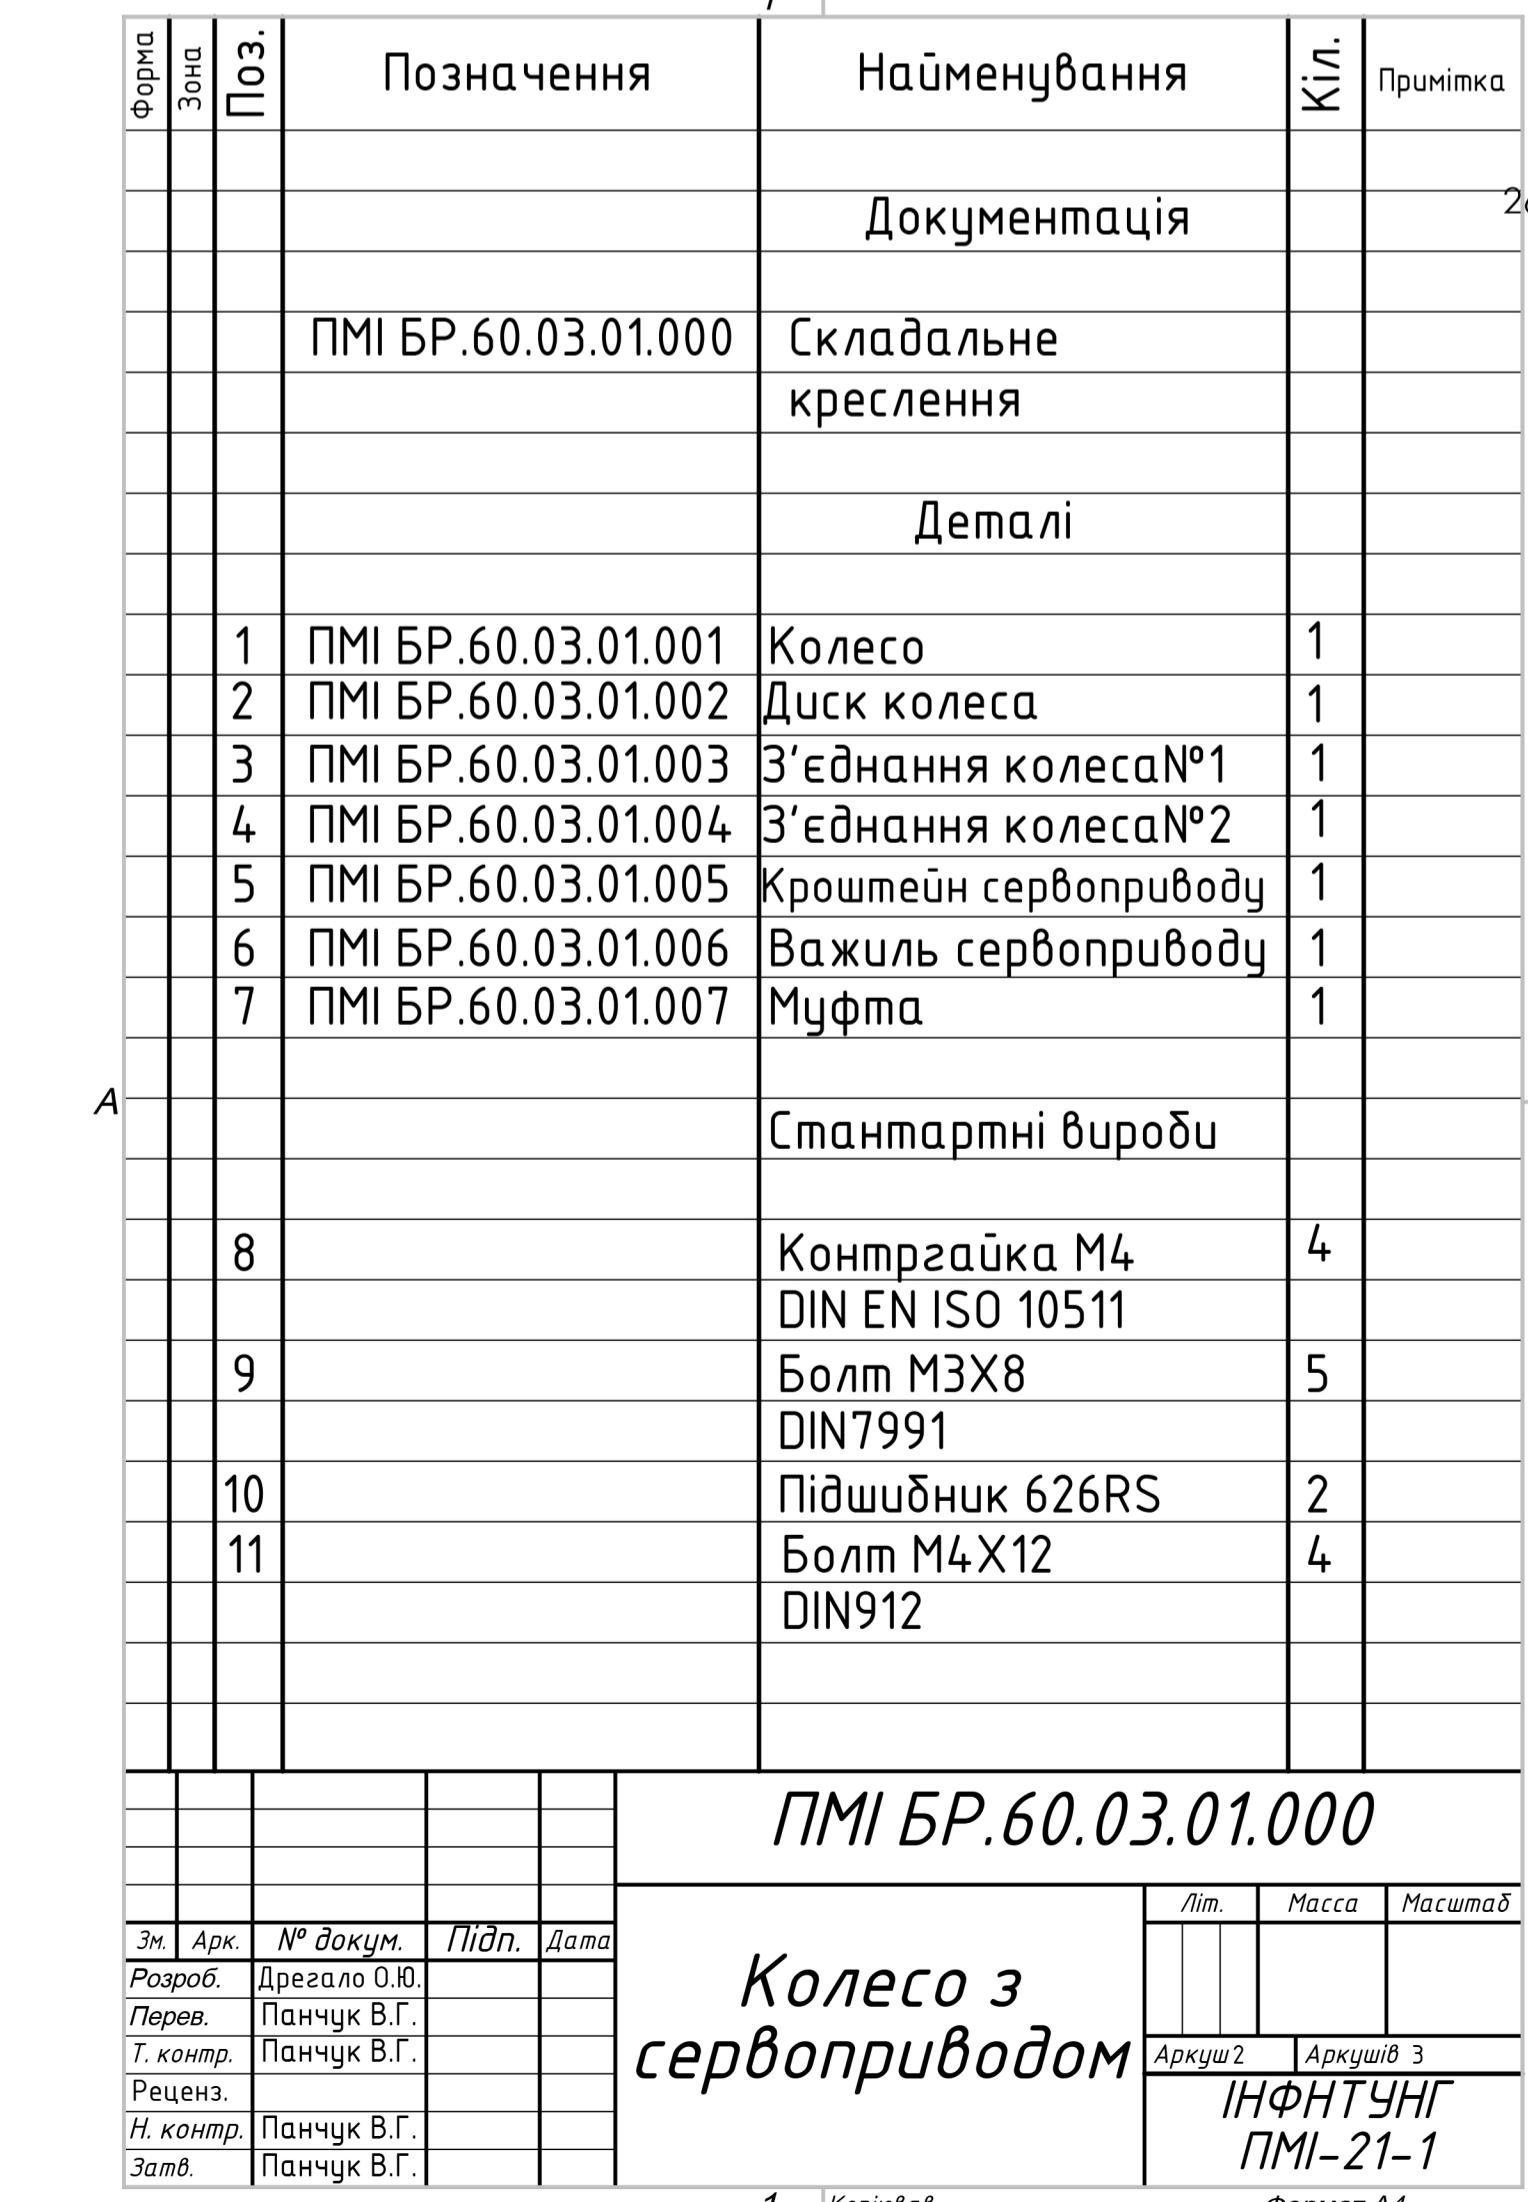 Форма Зона Поз. Позначення Найменування Кіл. Примітка
Документація
ПМІ БР.60.03.01.000 Складальне
креслення
Деталі
1 ПМІ БР.60.03.01.001 Колесо 1
2 ПМІ БР.60.03.01.002 Диск колеса 1
3 ПМІ БР.60.03.01.003 З'єднання колеса№1 1
4 ПМІ БР.60.03.01.004 З'єднання колеса№2 1
5 ПМІ БР.60.03.01.005 Кроштейн сервоприводу 1
6 ПМІ БР.60.03.01.006 Важиль сервоприводу 1
7 ПМІ БР.60.03.01.007 Муфта 1
А
Стантартні вироби
8 Контргайка М4 4
DIN EN ISO 10511
9 Болт М3Х8 5
DIN7991
10 Підшибник 626RS 2
11 Болт М4Х12 4
DIN912
ПМІ БР.60.03.01.000
Літ. Масса Масштаб
Зм. Арк. № докум. Підп. Дата
Розроб. Дрегало О.Ю.
Перев. Панчук В.Г.
Т. контр. Панчук В.Г.
Реценз.
Н. контр. Панчук В.Г.
Затв. Панчук В.Г.
Колесо з
сервоприводом
Аркуш 2 Аркушів 3
ІНФНТУНГ
ПМІ-21-1